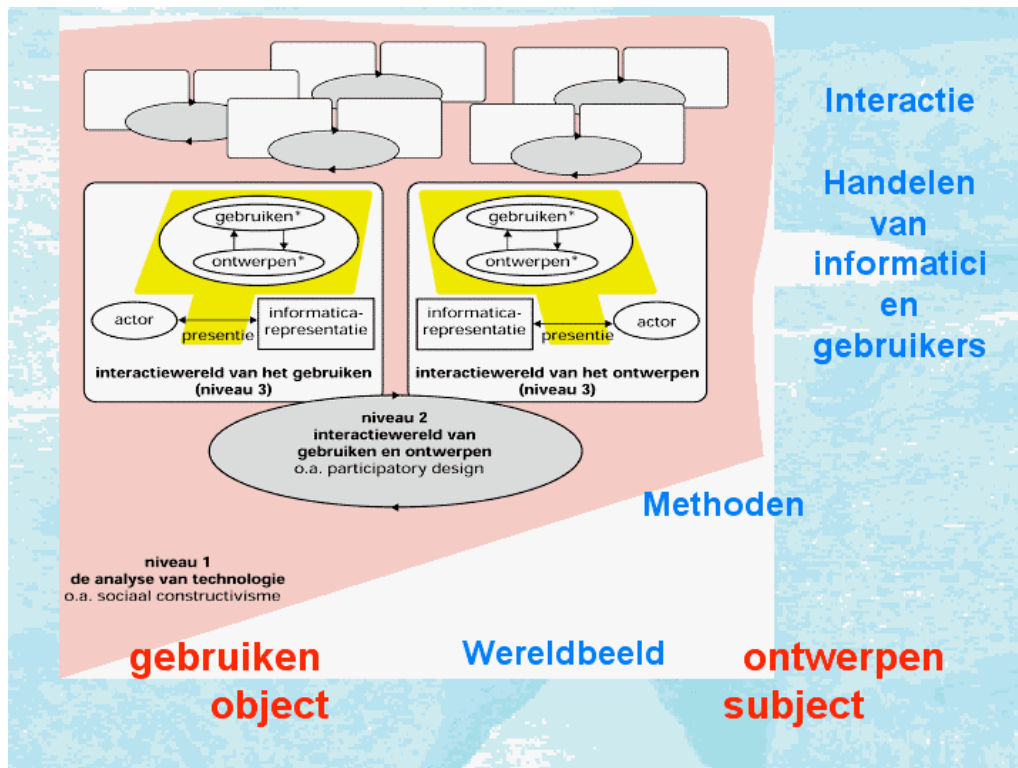 Interactie
Handelen
van
informatici
en
gebruikers
gebruiken*
ontwerpen*
actor
presentie
informatica-
representatie
interactiewereld van het gebruiken
(niveau 3)
gebruiken*
ontwerpen*
informatica-
representatie
presentie
actor
interactiewereld van het ontwerpen
(niveau 3)
niveau 2
interactiewereld van
gebruiken en ontwerpen
o.a. participatory design
Methoden
niveau 1
de analyse van technologie
o.a. sociaal constructivisme
gebruiken
object
Wereldbeeld
ontwerpen
subject